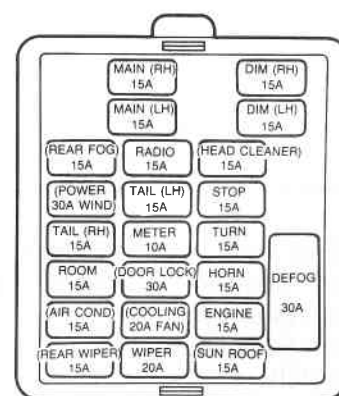 MAIN (RH)
15A
DIM (RH)
15A
MAIN (LH)
15A
DIM (LH)
15A
(REAR FOG)
15A
RADIO
15A
(HEAD CLEANER)
15A
(POWER
30A WIND)
TAIL (LH)
15A
STOP
15A
TAIL (RH)
15A
METER
10A
TURN
15A
ROOM
15A
(DOOR LOCK)
30A
HORN
15A
DEFOG
30A
(AIR COND)
15A
(COOLING
20A FAN)
ENGINE
15A
(REAR WIPER)
15A
WIPER
20A
(SUN ROOF)
15A